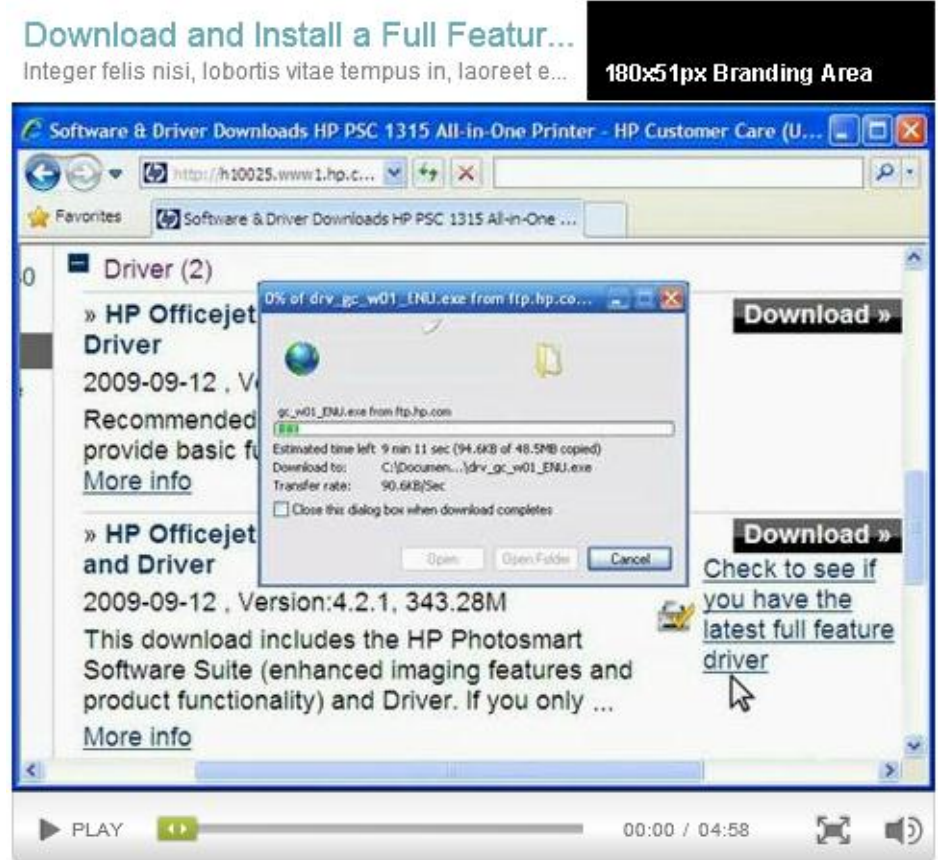 Download and Install a Full Featur...
Integer felis nisi, lobortis vitae tempus in, laoreet e...
180x51px Branding Area
Software & Driver Downloads HP PSC 1315 All-in-One Printer - HP Customer Care (U...
http://h10025.www1.hp.c...
Favorites
Software & Driver Downloads HP PSC 1315 All-in-One ...
Driver (2)
0% of drv_gc_w01_ENU.exe from ftp.hp.co...
» HP Officejet
Driver
Download »
2009-09-12 , Ve
Recommended
provide basic fu
More info
gc_w01_ENU.exe from ftp.hp.com
Estimated time left 9 min 11 sec (94.6KB of 48.5MB copied)
Download to: C:\Documen...\drv_gc_w01_ENU.exe
Transfer rate: 90.6KB/Sec
Close this dialog box when download completes
Open Open Folder Cancel
» HP Officejet
and Driver
Download »
Check to see if
you have the
latest full feature
driver
2009-09-12 , Version:4.2.1, 343.28M
This download includes the HP Photosmart
Software Suite (enhanced imaging features and
product functionality) and Driver. If you only ...
More info
PLAY 00:00 / 04:58